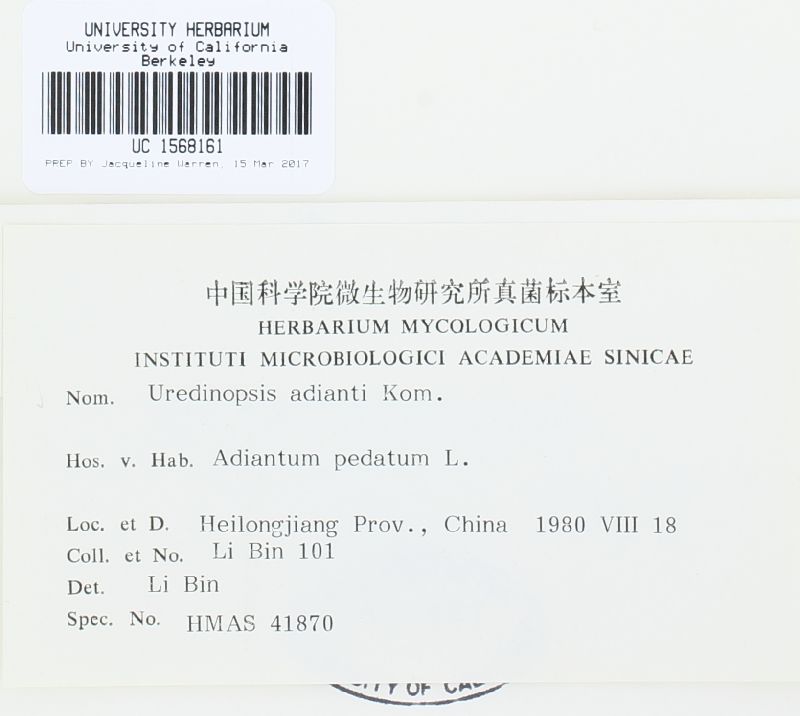 UNIVERSITY HERBARIUM
University of California
Berkeley
UC 1568161
PREP BY Jacqueline Warren, 15 Mar 2017
中国科学院微生物研究所真菌标本室
HERBARIUM MYCOLOGICUM
INSTITUTI MICROBIOLOGICI ACADEMIAE SINICAE
Nom. Uredinopsis adianti Kom.
Hos. v. Hab. Adiantum pedatum L.
Loc. et D. Heilongjiang Prov., China 1980 VIII 18
Coll. et No. Li Bin 101
Det. Li Bin
Spec. No. HMAS 41870
OF